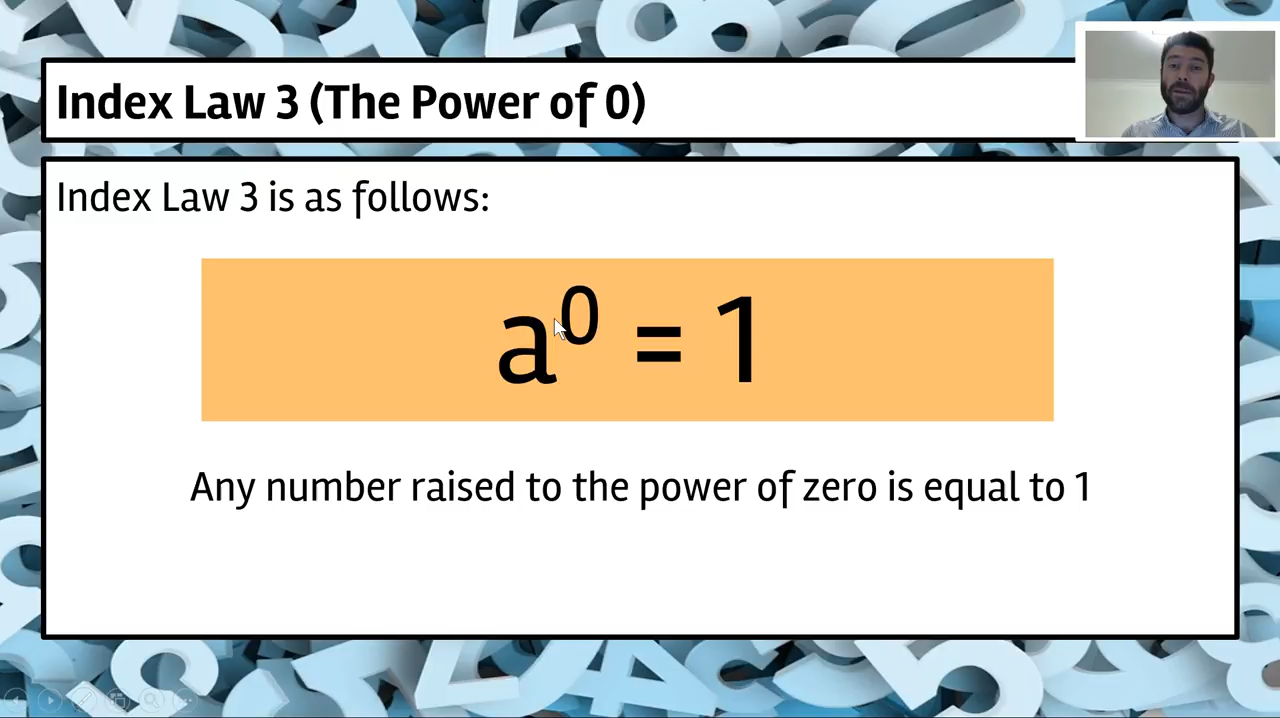 Index Law 3 (The Power of 0)
Index Law 3 is as follows:
a⁰ = 1
Any number raised to the power of zero is equal to 1